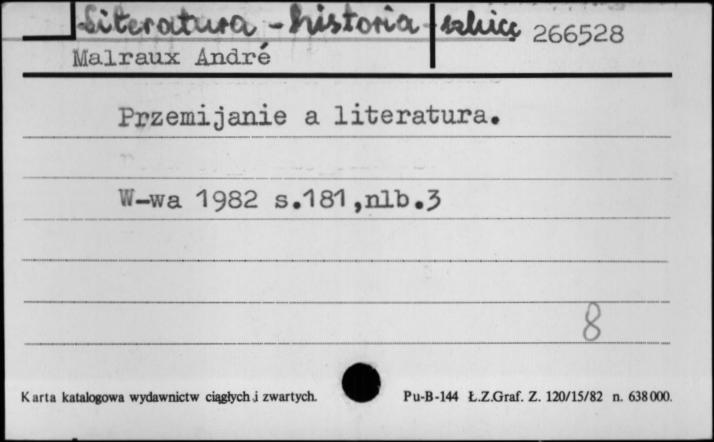 Literatura - historia - szkice 266528
Malraux André
Przemijanie a literatura.
W-wa 1982 s.181,nlb.3
8
Karta katalogowa wydawnictw ciągłych i zwartych. Pu-B-144 Ł.Z.Graf. Z. 120/15/82 n. 638000.